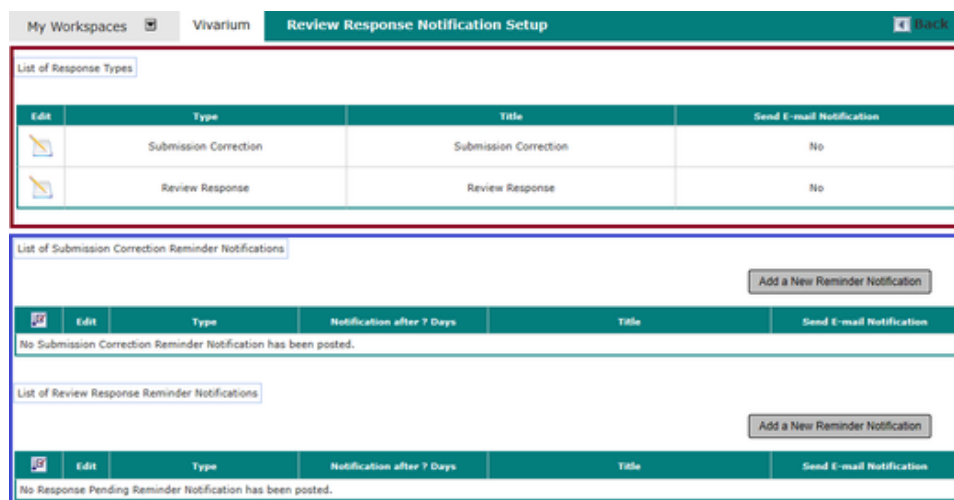 My Workspaces Vivarium Review Response Notification Setup Back
List of Response Types
Edit Type Title Send E-mail Notification
Submission Correction Submission Correction No
Review Response Review Response No
List of Submission Correction Reminder Notifications
Add a New Reminder Notification
Edit Type Notification after ? Days Title Send E-mail Notification
No Submission Correction Reminder Notification has been posted.
List of Review Response Reminder Notifications
Add a New Reminder Notification
Edit Type Notification after ? Days Title Send E-mail Notification
No Response Pending Reminder Notification has been posted.